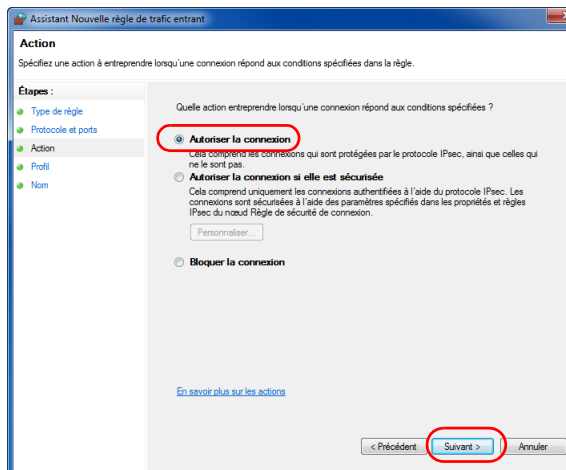 Assistant Nouvelle règle de trafic entrant
Action
Spécifiez une action à entreprendre lorsqu'une connexion répond aux conditions spécifiées dans la règle.
Étapes :
Type de règle
Protocole et ports
Action
Profil
Nom
Quelle action entreprendre lorsqu'une connexion répond aux conditions spécifiées ?
Autoriser la connexion
Cela comprend les connexions qui sont protégées par le protocole IPsec, ainsi que celles qui
ne le sont pas.
Autoriser la connexion si elle est sécurisée
Cela comprend uniquement les connexions authentifiées à l'aide du protocole IPsec. Les
connexions sont sécurisées à l'aide des paramètres spécifiés dans les propriétés et règles
IPsec du nœud Règle de sécurité de connexion.
Personnaliser...
Bloquer la connexion
En savoir plus sur les actions
< Précédent
Suivant >
Annuler